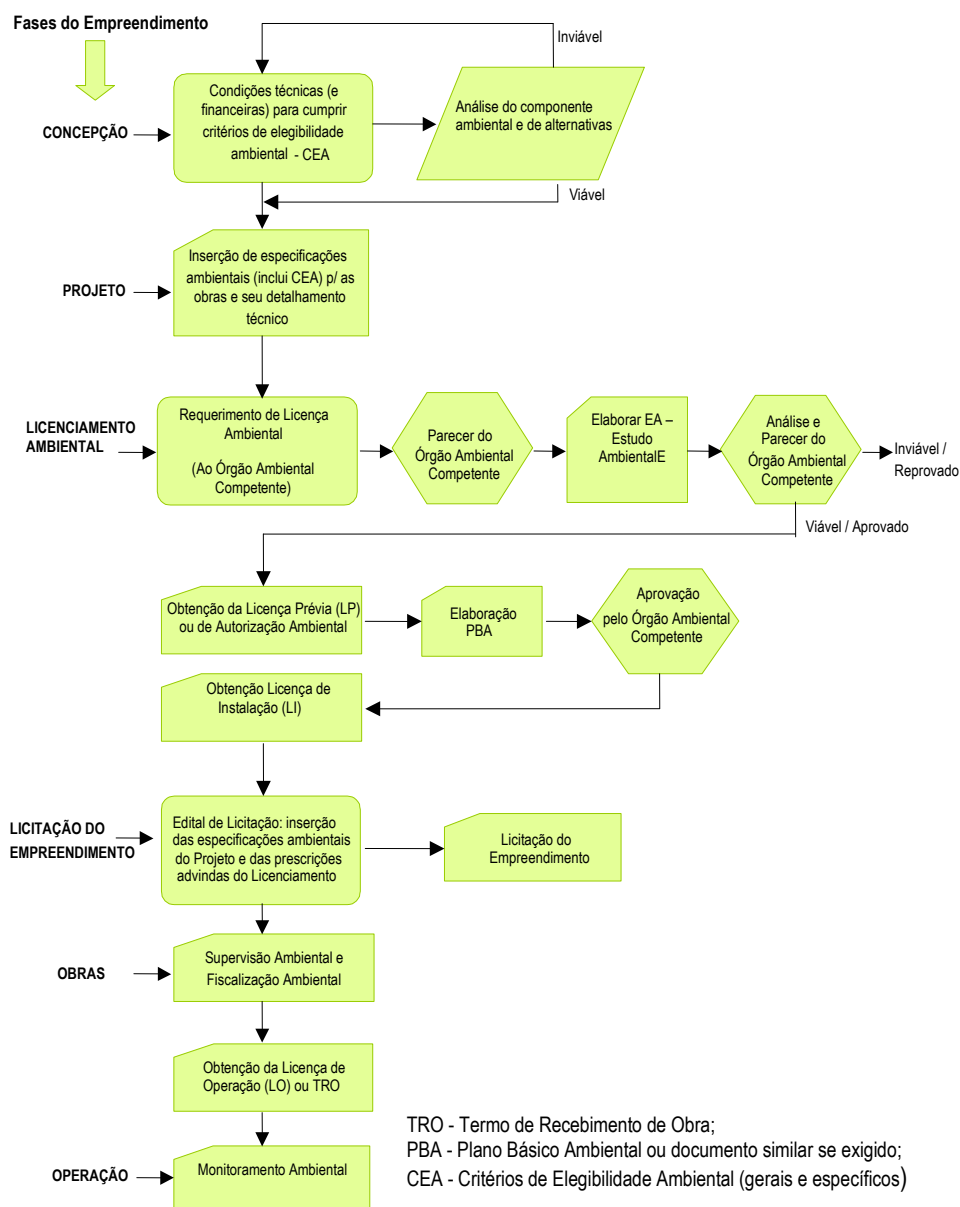 Fases do Empreendimento
Inviável
Condições técnicas (e
financeiras) para cumprir
critérios de elegibilidade
ambiental - CEA
Análise do componente
ambiental e de alternativas
CONCEPÇÃO
Viável
Inserção de especificações
ambientais (inclui CEA) p/ as
obras e seu detalhamento
técnico
PROJETO
LICENCIAMENTO
AMBIENTAL
Requerimento de Licença
Ambiental
(Ao Órgão Ambiental
Competente)
Parecer do
Órgão Ambiental
Competente
Elaborar EA –
Estudo
AmbientalE
Análise e
Parecer do
Órgão Ambiental
Competente
Inviável /
Reprovado
Viável / Aprovado
Obtenção da Licença Prévia (LP)
ou de Autorização Ambiental
Elaboração
PBA
Aprovação
pelo Órgão Ambiental
Competente
Obtenção Licença de
Instalação (LI)
LICITAÇÃO DO
EMPREENDIMENTO
Edital de Licitação: inserção
das especificações ambientais
do Projeto e das prescrições
advindas do Licenciamento
Licitação do
Empreendimento
OBRAS
Supervisão Ambiental e
Fiscalização Ambiental
Obtenção da Licença de
Operação (LO) ou TRO
OPERAÇÃO
Monitoramento Ambiental
TRO - Termo de Recebimento de Obra;
PBA - Plano Básico Ambiental ou documento similar se exigido;
CEA - Critérios de Elegibilidade Ambiental (gerais e específicos)